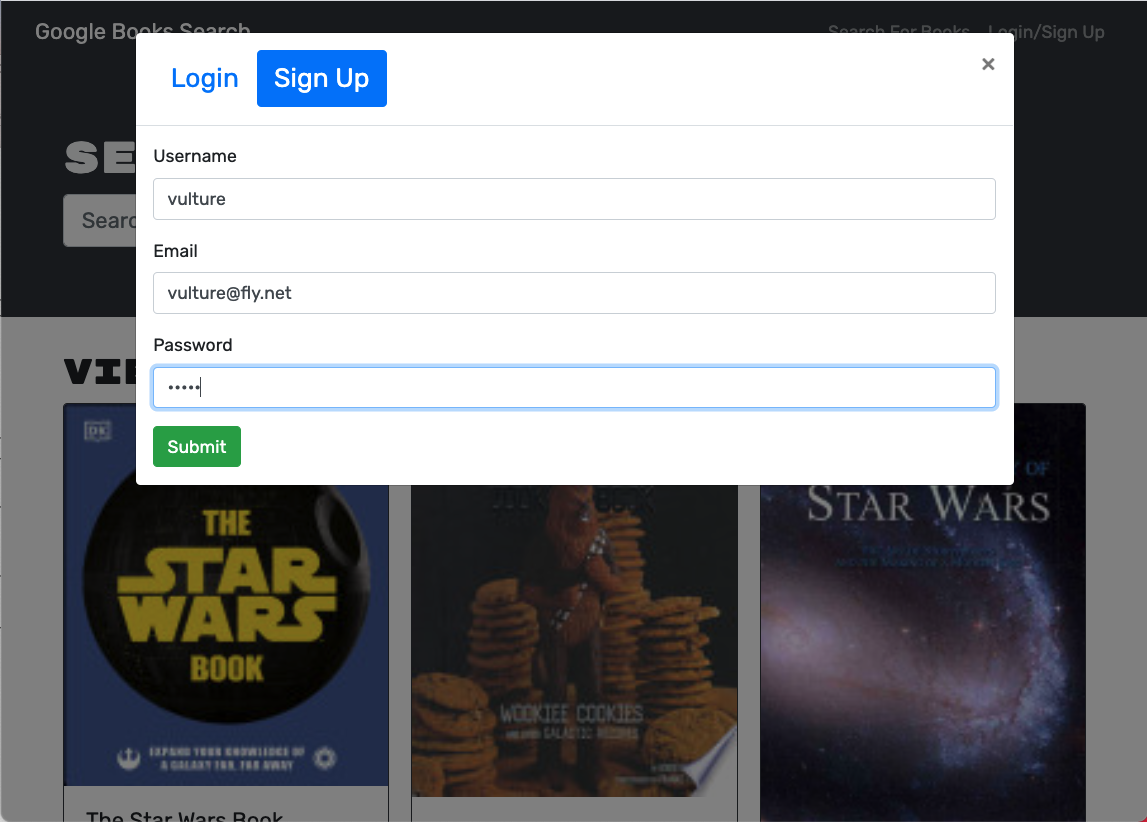 Google Books Search
Search For Books
Login/Sign Up
Login
Sign Up
×
Username
vulture
Email
vulture@fly.net
Password
•••••
Submit
SE
Searc
VIE
DK
THE
STAR
WARS
BOOK
EXPAND YOUR KNOWLEDGE OF
A GALAXY FAR, FAR AWAY
WOOKIEE COOKIES
AND OTHER GALACTIC RECIPES
OF
STAR WARS
The Star Wars Book